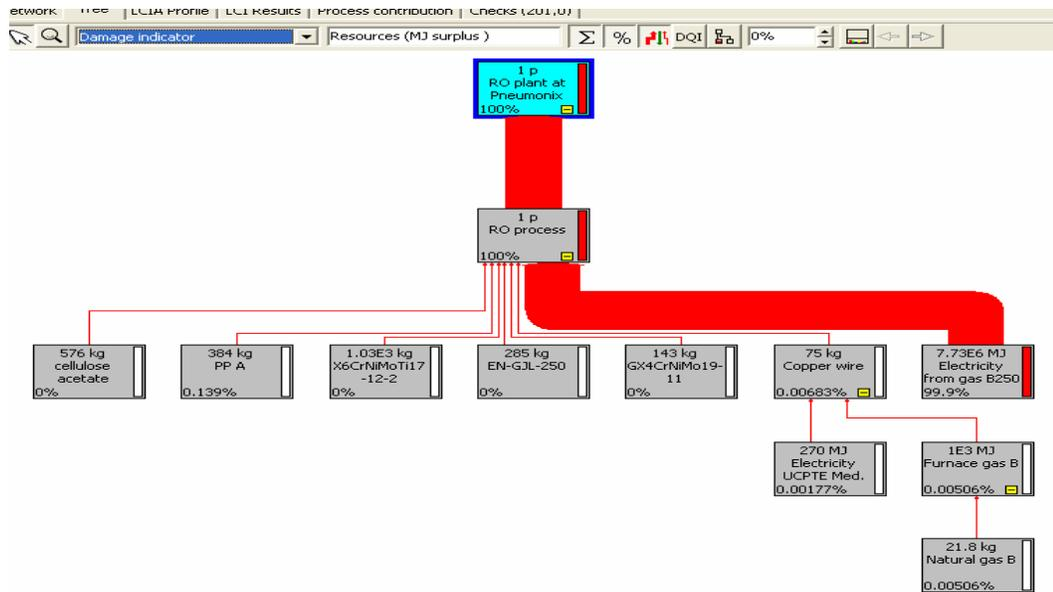 etwork Tree LCIA Profile LCI Results Process contribution Checks (201,0)
Damage indicator Resources (MJ surplus ) Σ % DQI 0%
1 p
RO plant at
Pneumonix
100%
1 p
RO process
100%
576 kg
cellulose
acetate
0%
384 kg
PP A
0.139%
1.03E3 kg
X6CrNiMoTi17
-12-2
0%
285 kg
EN-GJL-250
0%
143 kg
GX4CrNiMo19-
11
0%
75 kg
Copper wire
0.00683%
7.73E6 MJ
Electricity
from gas B250
99.9%
270 MJ
Electricity
UCPTE Med.
0.00177%
1E3 MJ
Furnace gas B
0.00506%
21.8 kg
Natural gas B
0.00506%